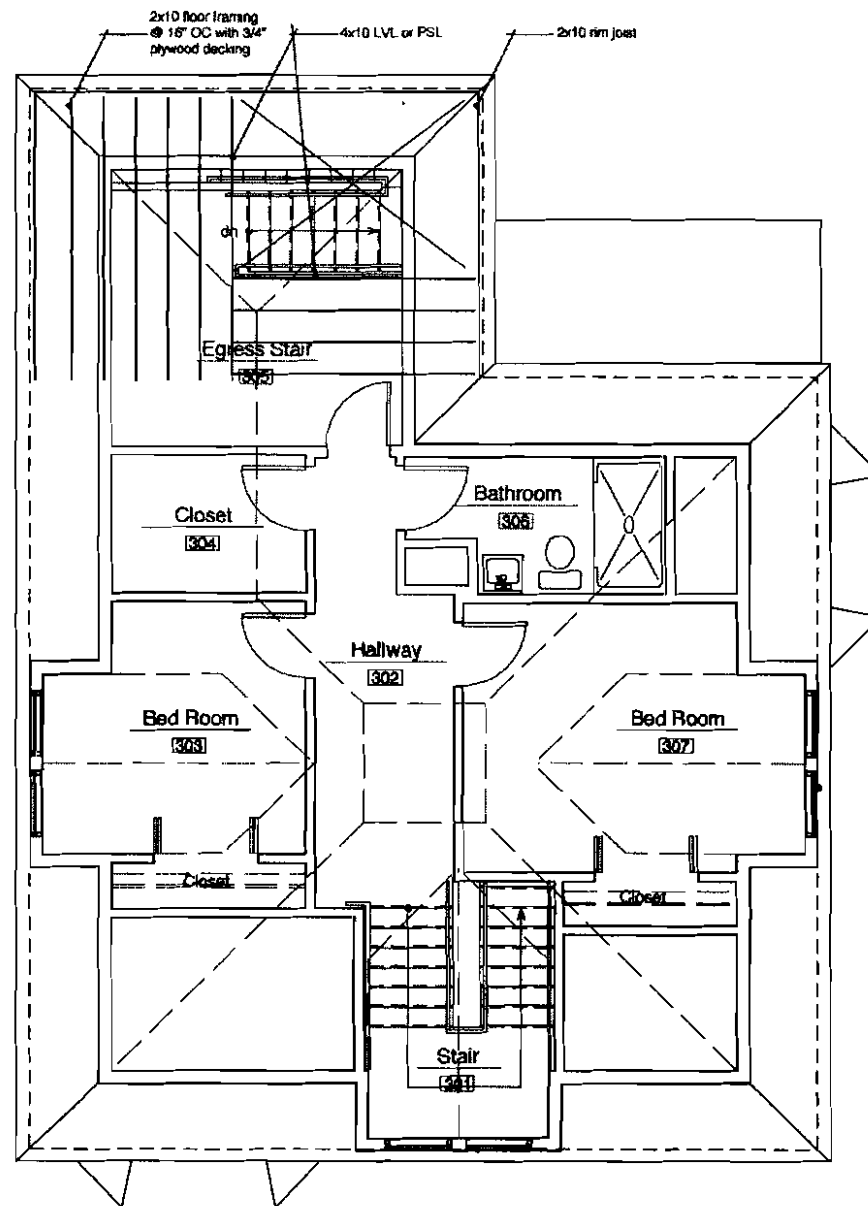 2x10 floor framing
@ 16" OC with 3/4"
plywood decking
4x10 LVL or PSL
2x10 rim joist
dn
Egress Stair
305
Closet
304
Bathroom
306
Hallway
302
Bed Room
303
Bed Room
307
Closet
Closet
Stair
301